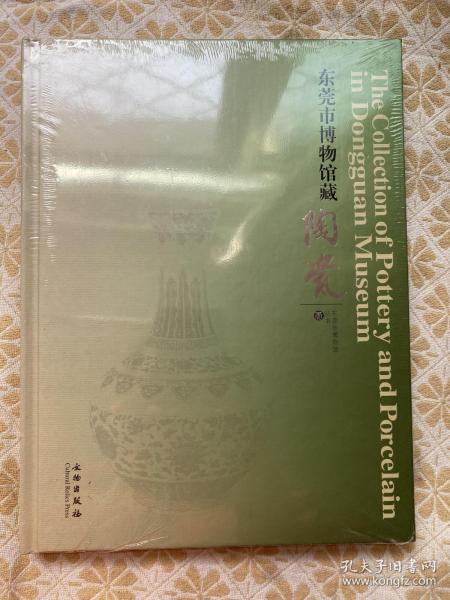 东莞市博物馆藏
陶瓷
The Collection of Pottery and Porcelain
in Dongguan Museum
文物出版社
Cultural Relics Press
孔夫子旧书网
www.kongfz.com